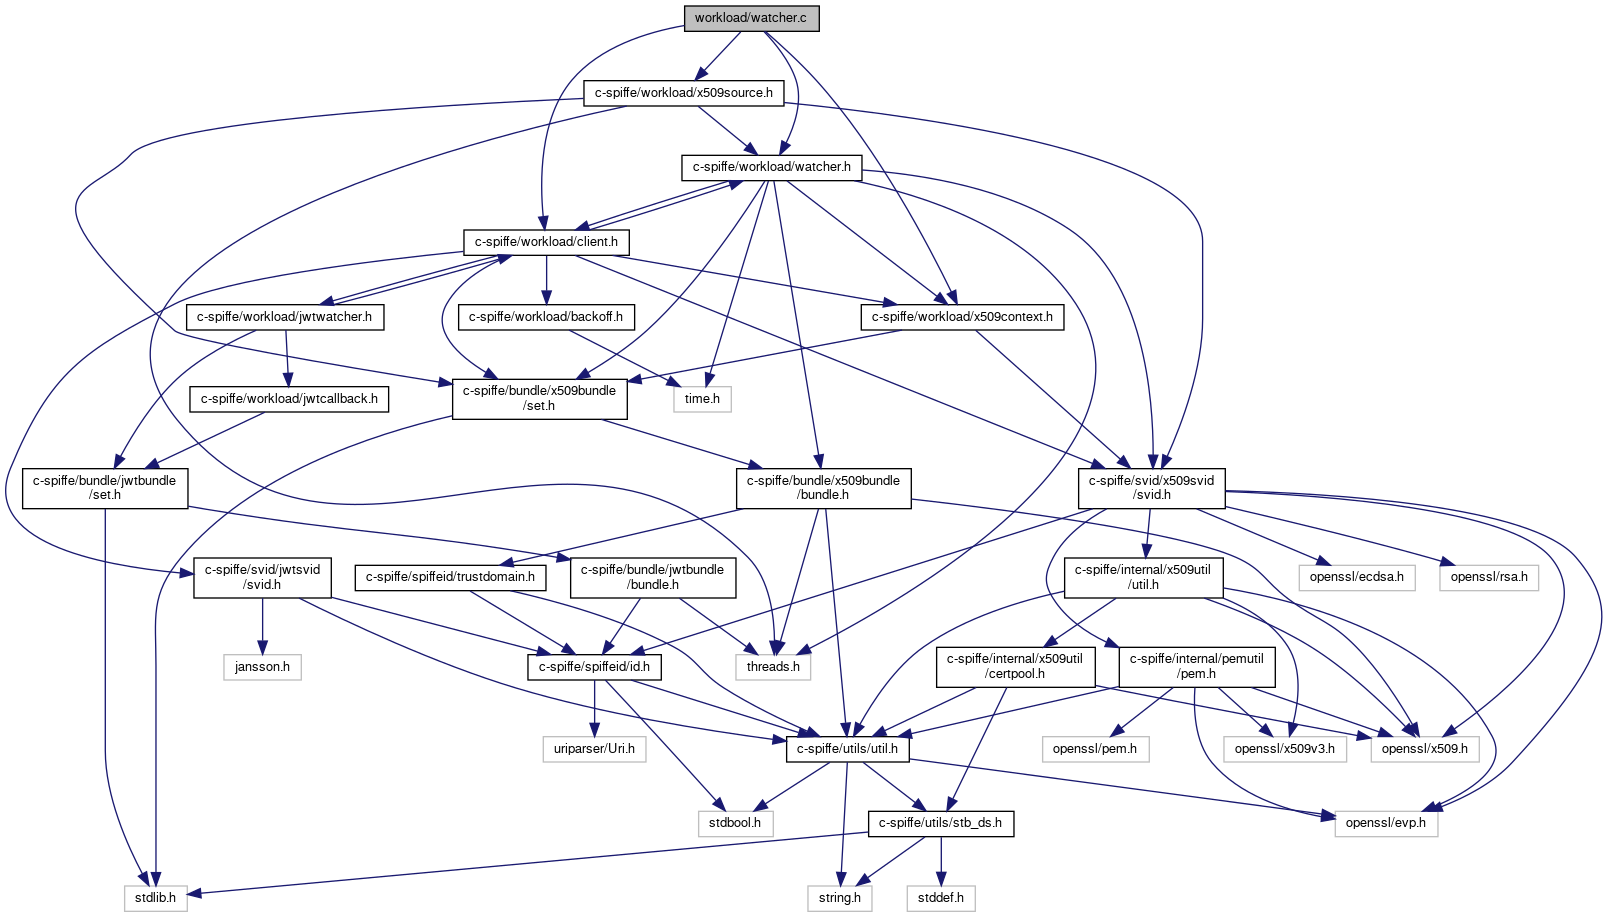 workload/watcher.c
c-spiffe/workload/x509source.h
c-spiffe/workload/watcher.h
c-spiffe/workload/client.h
c-spiffe/workload/jwtwatcher.h
c-spiffe/workload/backoff.h
c-spiffe/workload/x509context.h
c-spiffe/workload/jwtcallback.h
c-spiffe/bundle/x509bundle
/set.h
time.h
c-spiffe/bundle/jwtbundle
/set.h
c-spiffe/bundle/x509bundle
/bundle.h
c-spiffe/svid/x509svid
/svid.h
c-spiffe/svid/jwtsvid
/svid.h
c-spiffe/spiffeid/trustdomain.h
c-spiffe/bundle/jwtbundle
/bundle.h
c-spiffe/internal/x509util
/util.h
openssl/ecdsa.h
openssl/rsa.h
jansson.h
c-spiffe/spiffeid/id.h
threads.h
c-spiffe/internal/x509util
/certpool.h
c-spiffe/internal/pemutil
/pem.h
uriparser/Uri.h
c-spiffe/utils/util.h
openssl/pem.h
openssl/x509v3.h
openssl/x509.h
stdbool.h
c-spiffe/utils/stb_ds.h
openssl/evp.h
stdlib.h
string.h
stddef.h